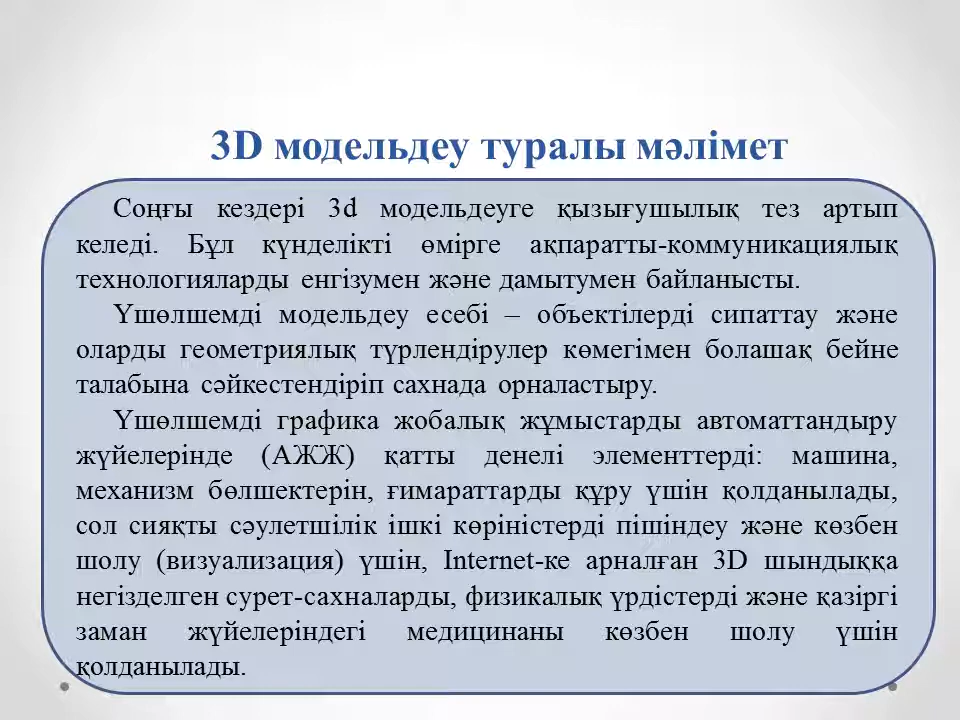 3D модельдеу туралы мәлімет
Соңғы кездері 3d модельдеуге қызығушылық тез артып
келеді. Бұл күнделікті өмірге ақпаратты-коммуникациялық
технологияларды енгізумен және дамытумен байланысты.
Үшөлшемді модельдеу есебі – объектілерді сипаттау және
оларды геометриялық түрлендірулер көмегімен болашақ бейне
талабына сәйкестендіріп сахнада орналастыру.
Үшөлшемді графика жобалық жұмыстарды автоматтандыру
жүйелерінде (АЖЖ) қатты денелі элементтерді: машина,
механизм бөлшектерін, ғимараттарды құру үшін қолданылады,
сол сияқты сәулетшілік ішкі көріністерді пішіндеу және көзбен
шолу (визуализация) үшін, Internet-ке арналған 3D шындыққа
негізделген сурет-сахналарды, физикалық үрдістерді және қазіргі
заман жүйелеріндегі медицинаны көзбен шолу үшін
қолданылады.